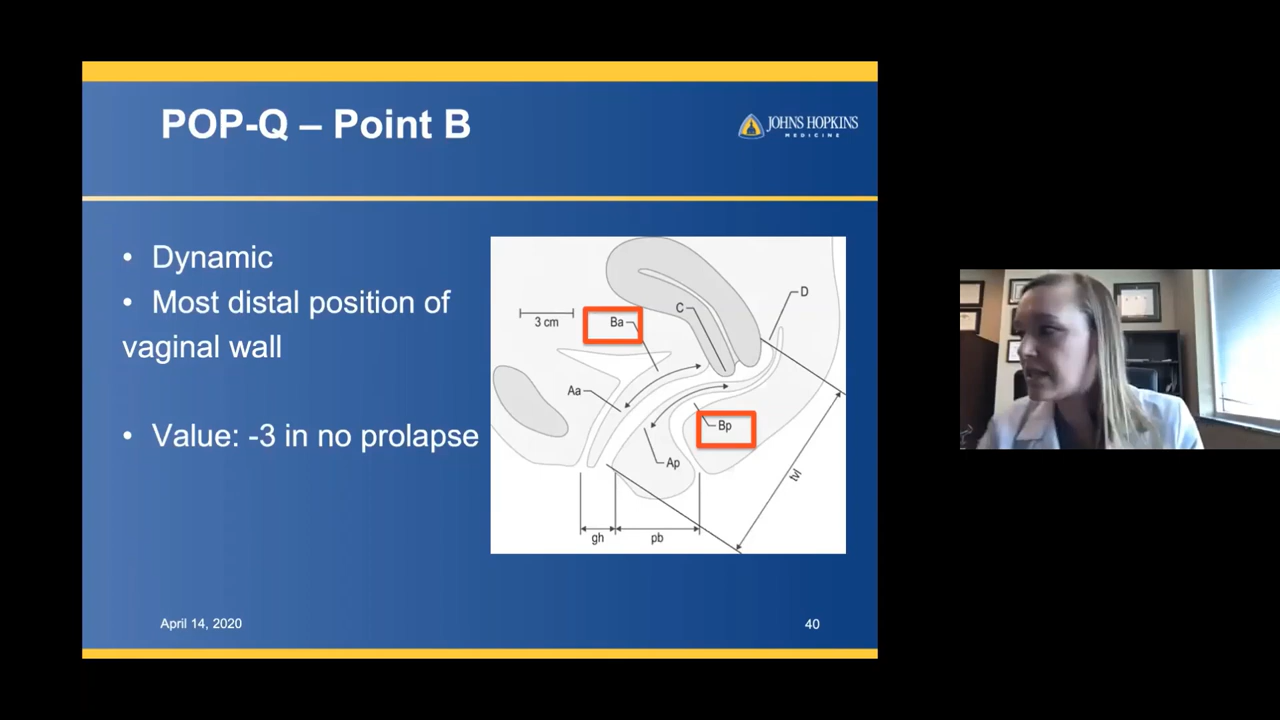 POP-Q – Point B
JOHNS HOPKINS
MEDICINE
• Dynamic
• Most distal position of
vaginal wall
• Value: -3 in no prolapse
3 cm
Ba
C
D
Aa
Bp
Ap
tvl
gh
pb
April 14, 2020
40